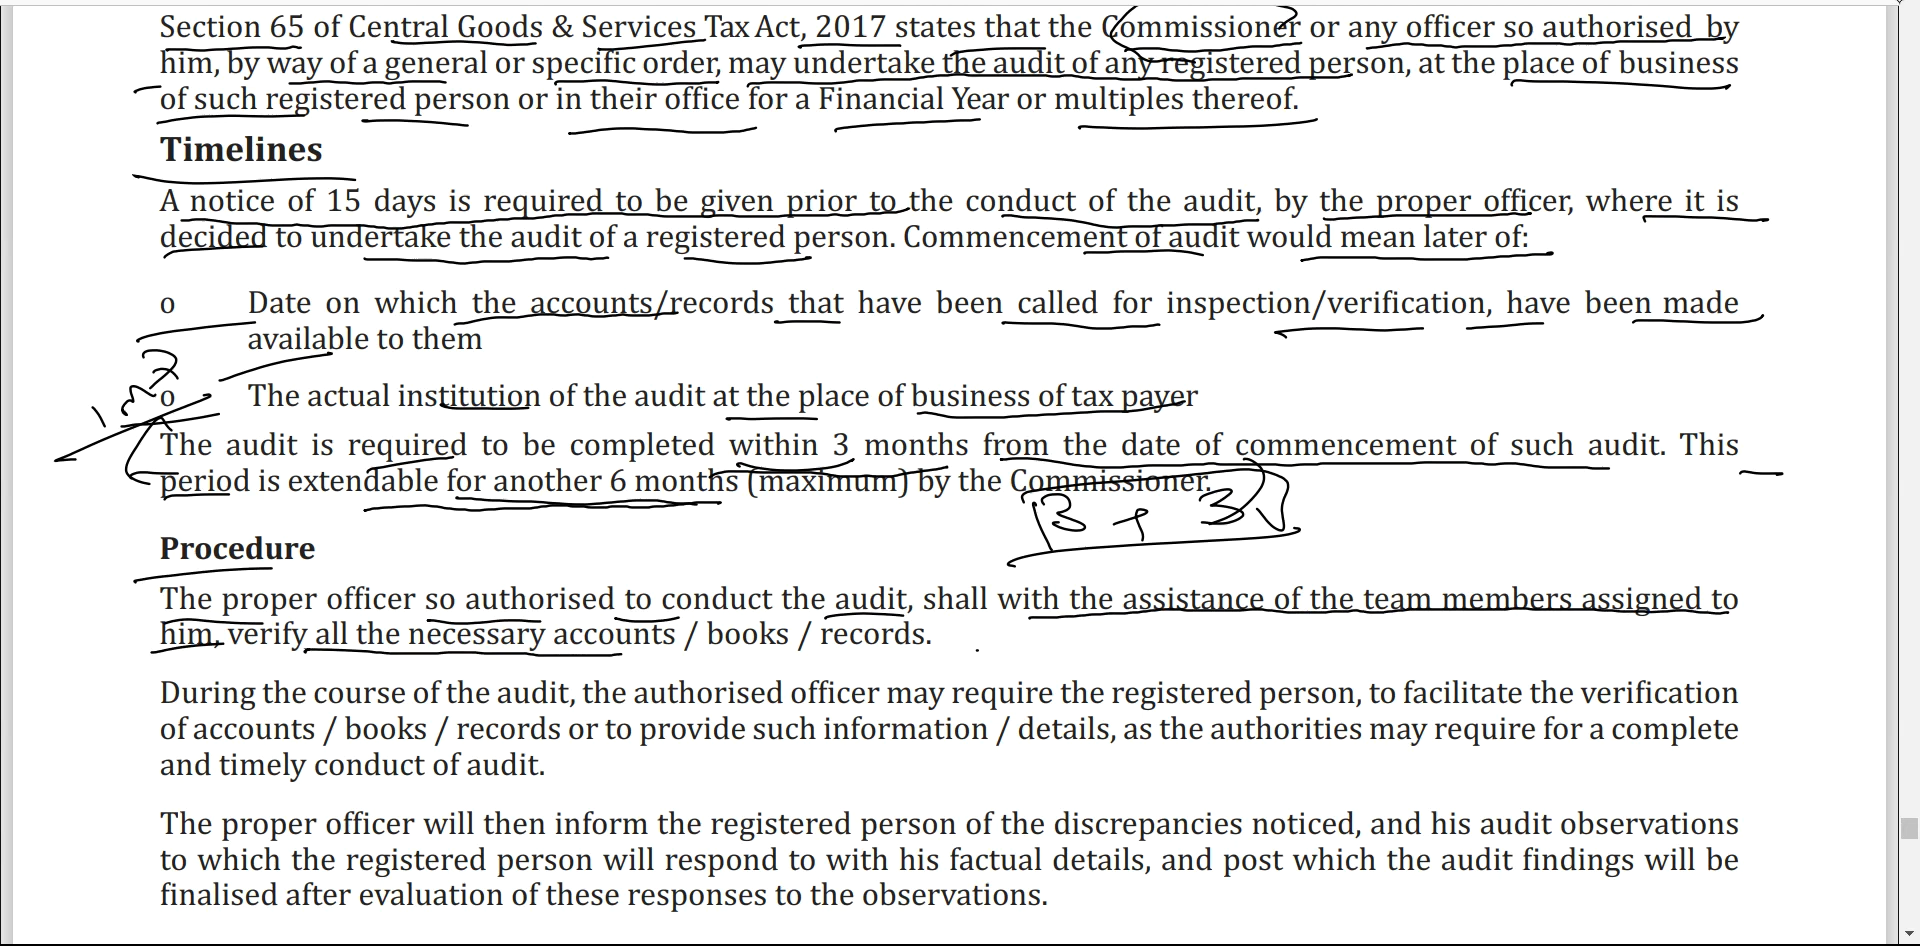 Section 65 of Central Goods & Services Tax Act, 2017 states that the Commissioner or any officer so authorised by
him, by way of a general or specific order, may undertake the audit of any registered person, at the place of business
of such registered person or in their office for a Financial Year or multiples thereof.
Timelines
A notice of 15 days is required to be given prior to the conduct of the audit, by the proper officer, where it is
decided to undertake the audit of a registered person. Commencement of audit would mean later of:
o Date on which the accounts/records that have been called for inspection/verification, have been made
available to them
o The actual institution of the audit at the place of business of tax payer
The audit is required to be completed within 3 months from the date of commencement of such audit. This
period is extendable for another 6 months (maximum) by the Commissioner.
3 + 3
Procedure
The proper officer so authorised to conduct the audit, shall with the assistance of the team members assigned to
him, verify all the necessary accounts / books / records.
During the course of the audit, the authorised officer may require the registered person, to facilitate the verification
of accounts / books / records or to provide such information / details, as the authorities may require for a complete
and timely conduct of audit.
The proper officer will then inform the registered person of the discrepancies noticed, and his audit observations
to which the registered person will respond to with his factual details, and post which the audit findings will be
finalised after evaluation of these responses to the observations.